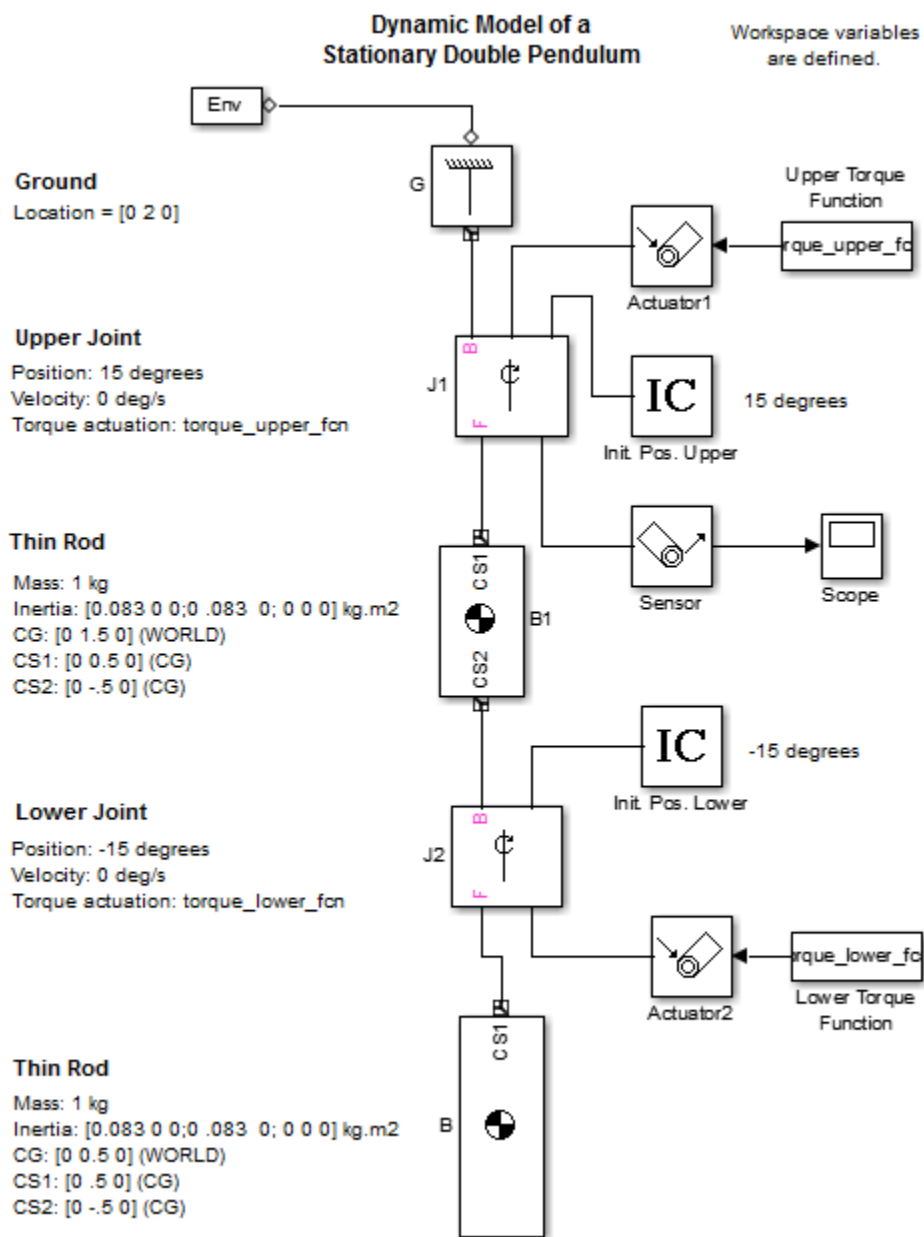 Dynamic Model of a
Stationary Double Pendulum
Workspace variables
are defined.
Env
Ground
Location = [0 2 0]
G
Upper Torque
Function
rque_upper_fc
Actuator1
Upper Joint
Position: 15 degrees
Velocity: 0 deg/s
Torque actuation: torque_upper_fcn
B
J1
F
IC
15 degrees
Init. Pos. Upper
Thin Rod
Mass: 1 kg
Inertia: [0.083 0 0;0 .083  0; 0 0 0] kg.m2
CG: [0 1.5 0] (WORLD)
CS1: [0 0.5 0] (CG)
CS2: [0 -.5 0] (CG)
CS1
CS2
B1
Sensor
Scope
IC
-15 degrees
Init. Pos. Lower
Lower Joint
Position: -15 degrees
Velocity: 0 deg/s
Torque actuation: torque_lower_fcn
B
J2
F
Actuator2
rque_lower_fc
Lower Torque
Function
Thin Rod
Mass: 1 kg
Inertia: [0.083 0 0;0 .083  0; 0 0 0] kg.m2
CG: [0 0.5 0] (WORLD)
CS1: [0 .5 0] (CG)
CS2: [0 -.5 0] (CG)
CS1
B